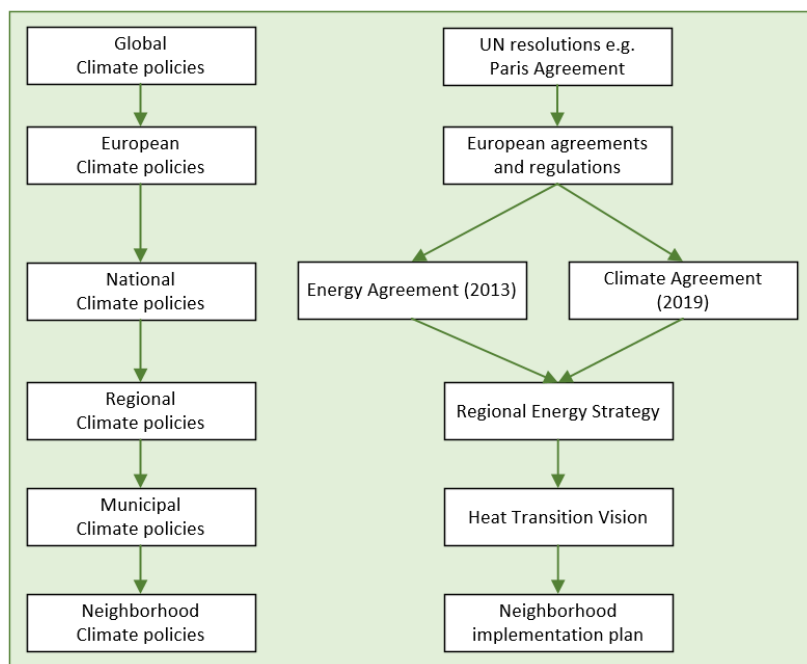 Global
Climate policies
UN resolutions e.g.
Paris Agreement
European
Climate policies
European agreements
and regulations
National
Climate policies
Energy Agreement (2013)
Climate Agreement
(2019)
Regional
Climate policies
Regional Energy Strategy
Municipal
Climate policies
Heat Transition Vision
Neighborhood
Climate policies
Neighborhood
implementation plan